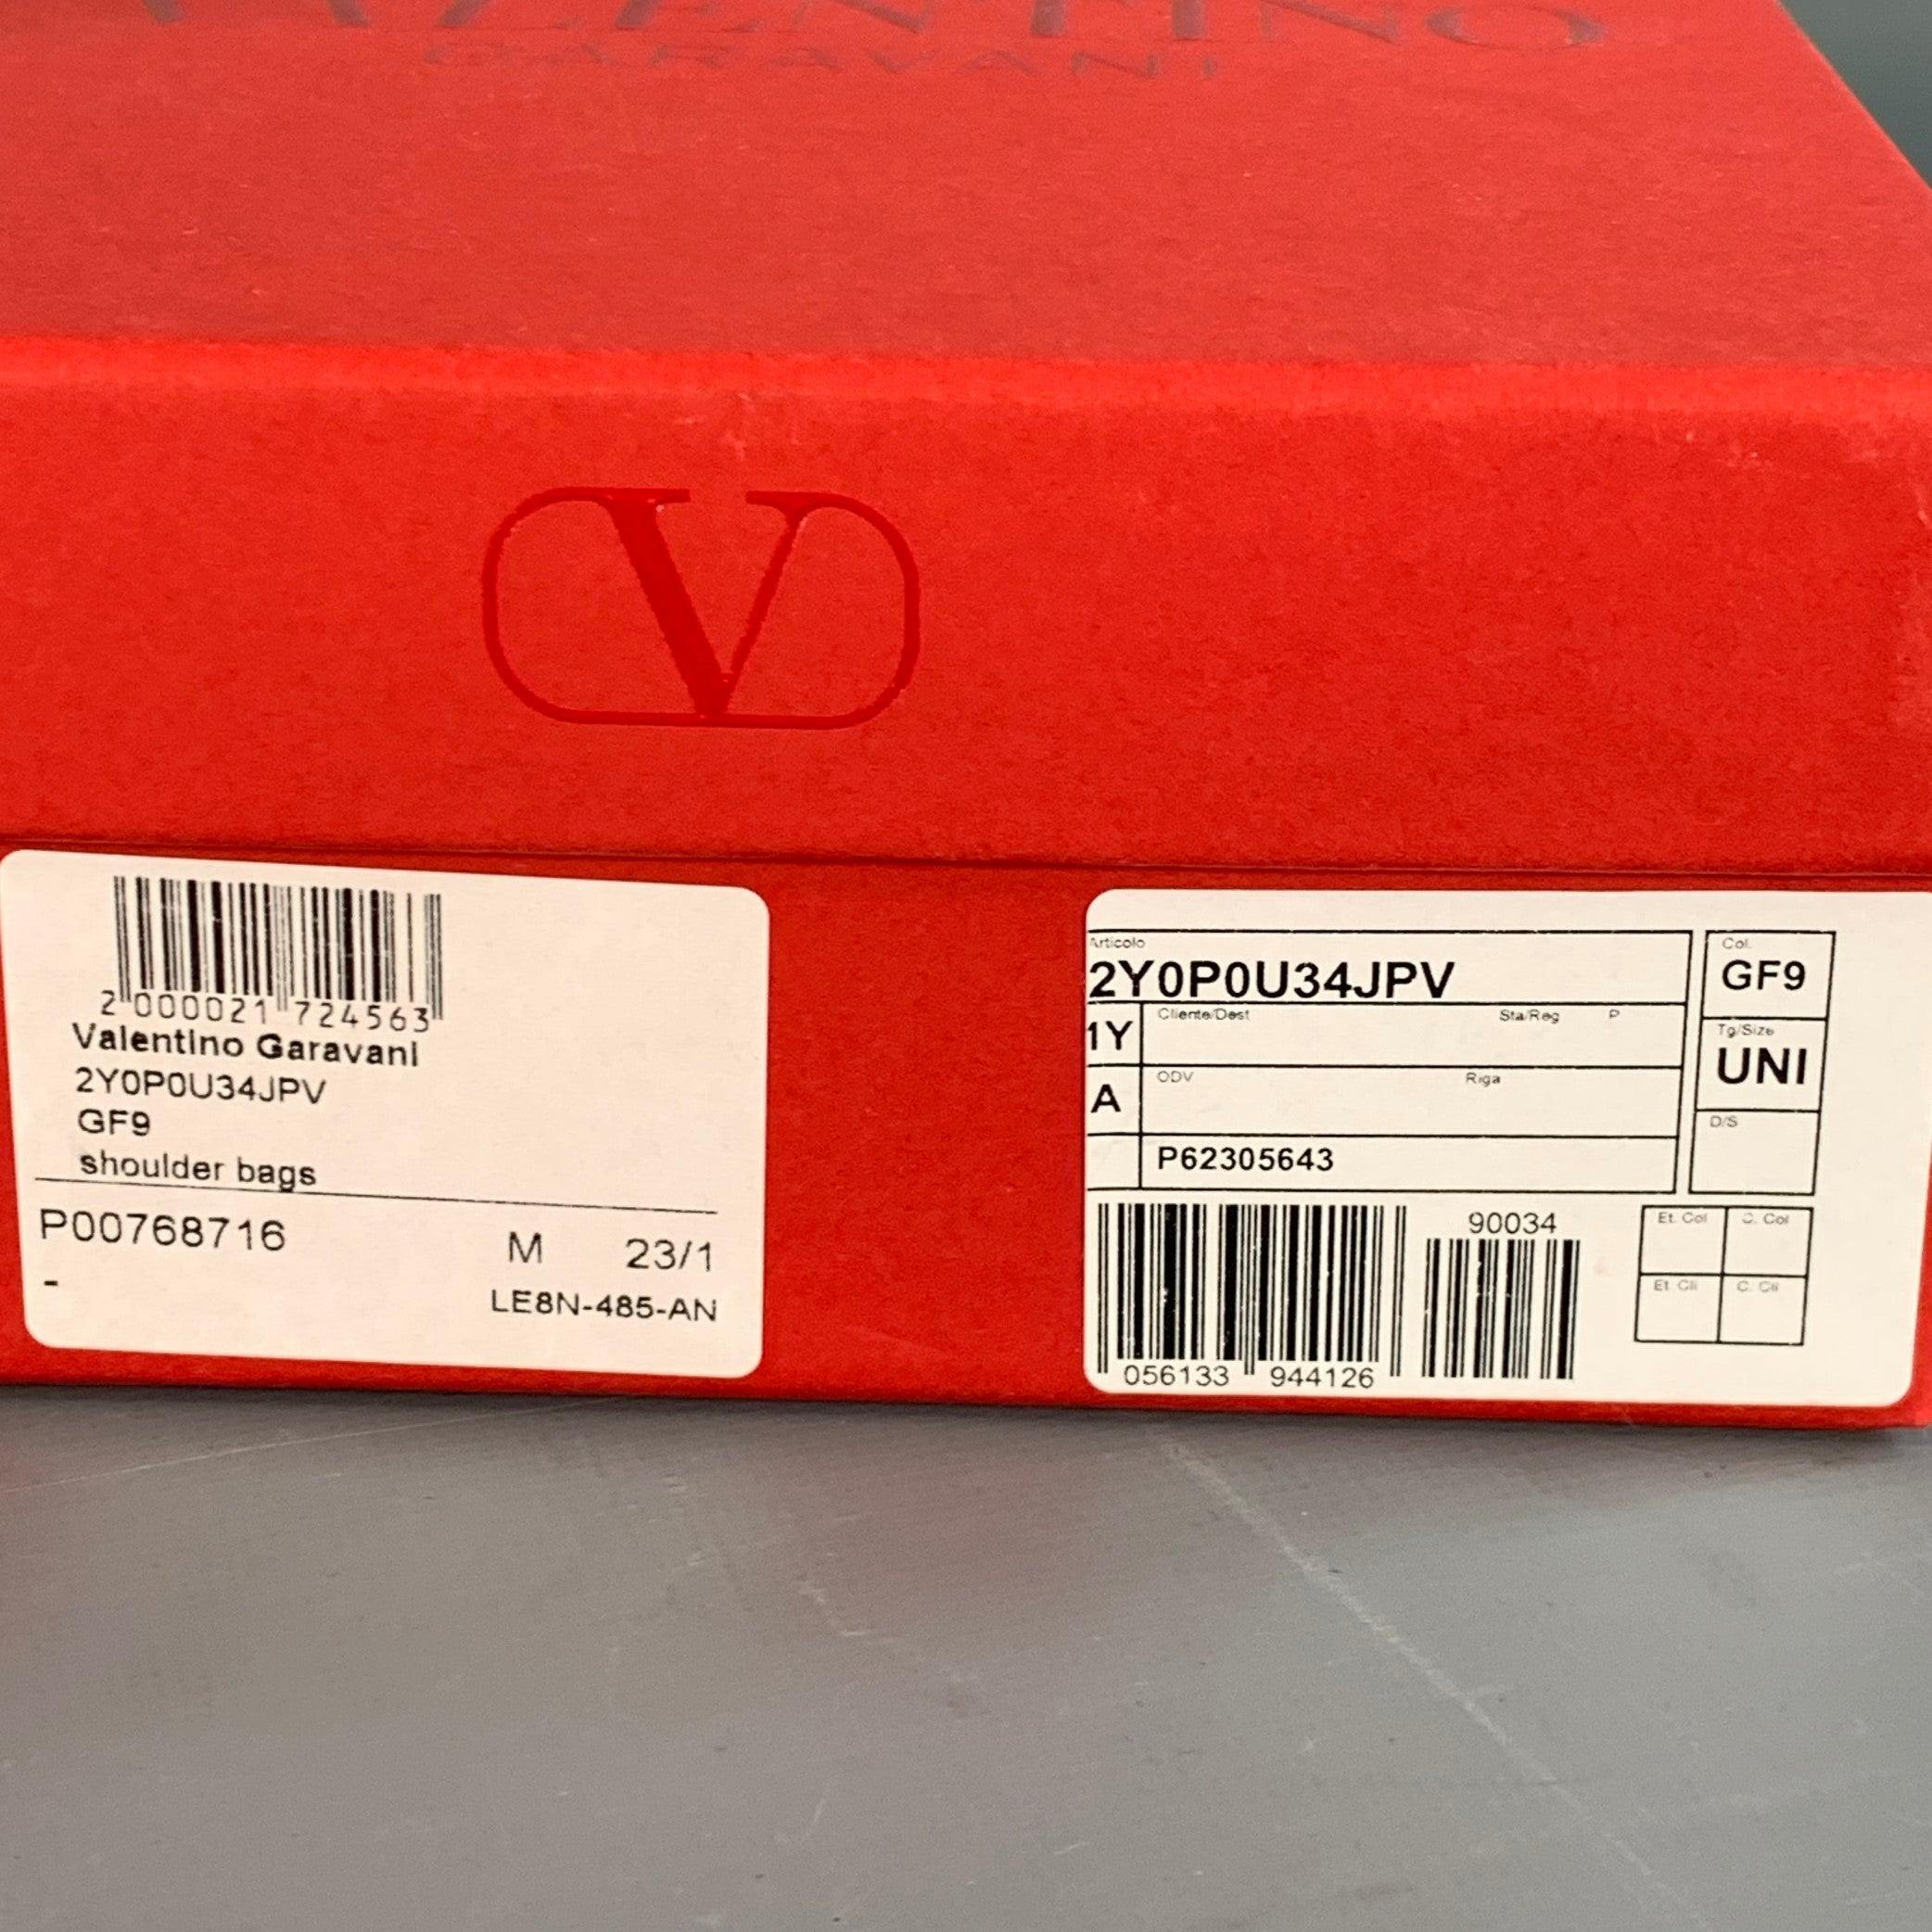 VALENTINO
GARAVANI
V
2 000021 724563
Valentino Garavani
2Y0P0U34JPV
GF9
shoulder bags
P00768716 M 23/1
- LE8N-485-AN
Articolo
2Y0P0U34JPV
Col.
GF9
1Y Cliente/Dest Sta/Reg P
Tg/Size
UNI
A ODV Riga
D/S
P62305643
056133 944126
90034
Et. Col C. Col
Et. Cli C. Cli